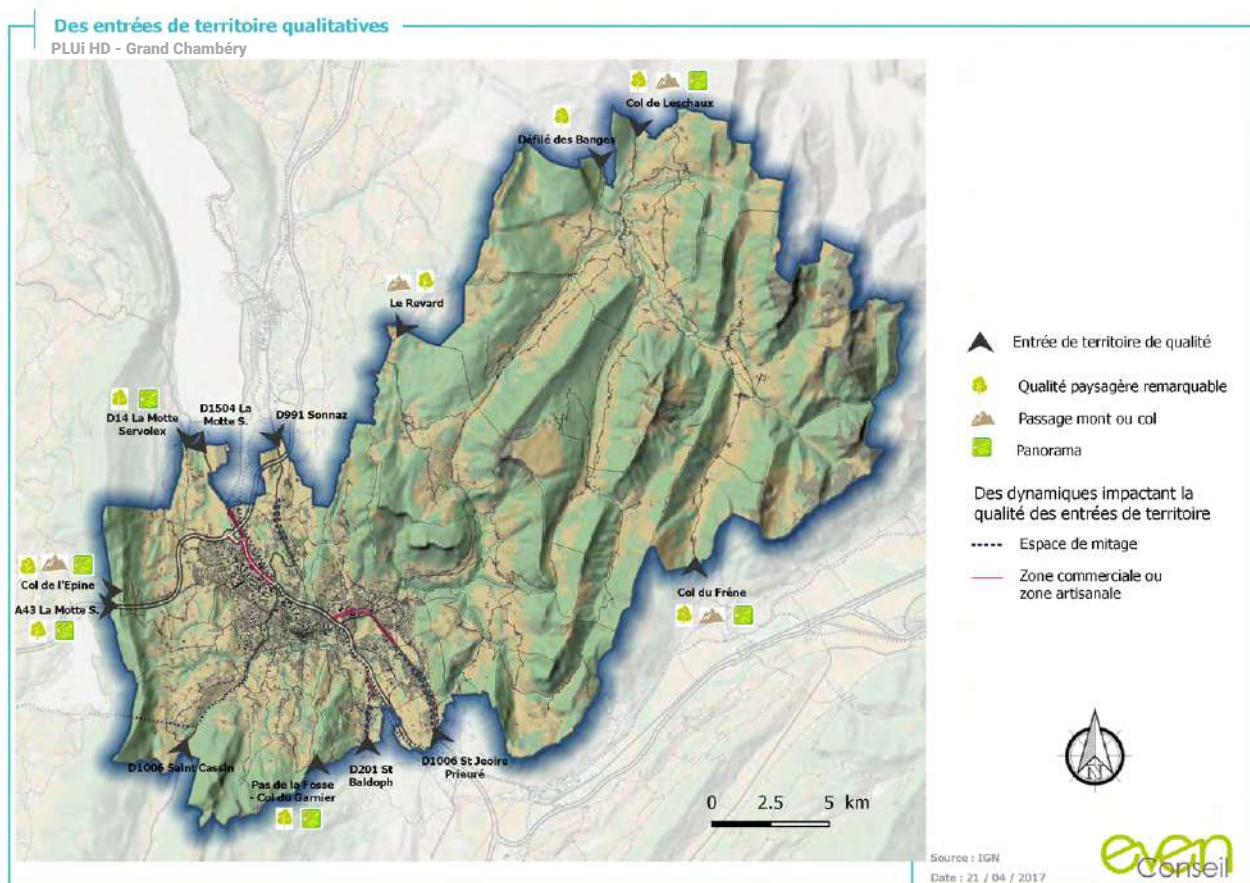 Des entrées de territoire qualitatives
PLUi HD - Grand Chambéry
Col de Leschaux
Défilé des Banges
Le Revard
D14 La Motte
Servolex
D1504 La
Motte S.
D991 Sonnaz
Col de l'Epine
A43 La Motte S.
Col du Frêne
D1006 Saint Cassin
Pas de la Fosse
- Col du Garnier
D201 St
Baldoph
D1006 St Jeoire
Prieuré
0 2.5 5 km
Entrée de territoire de qualité
Qualité paysagère remarquable
Passage mont ou col
Panorama
Des dynamiques impactant la
qualité des entrées de territoire
Espace de mitage
Zone commerciale ou
zone artisanale
N
Source : IGN
Date : 21 / 04 / 2017
even
Conseil